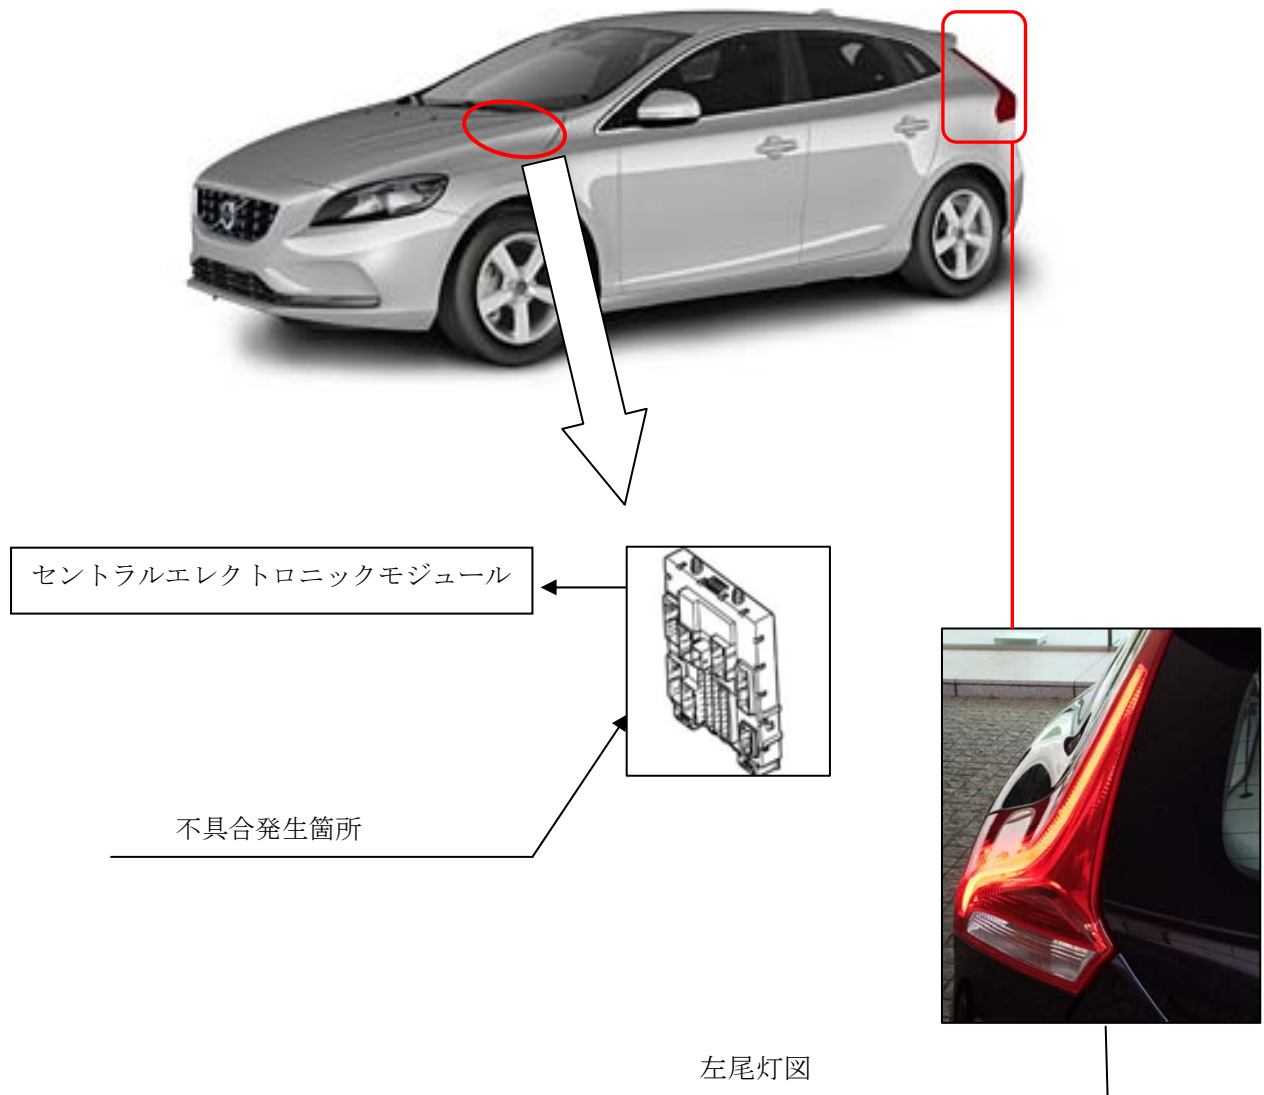 セントラルエレクトロニックモジュール
不具合発生箇所
左尾灯図